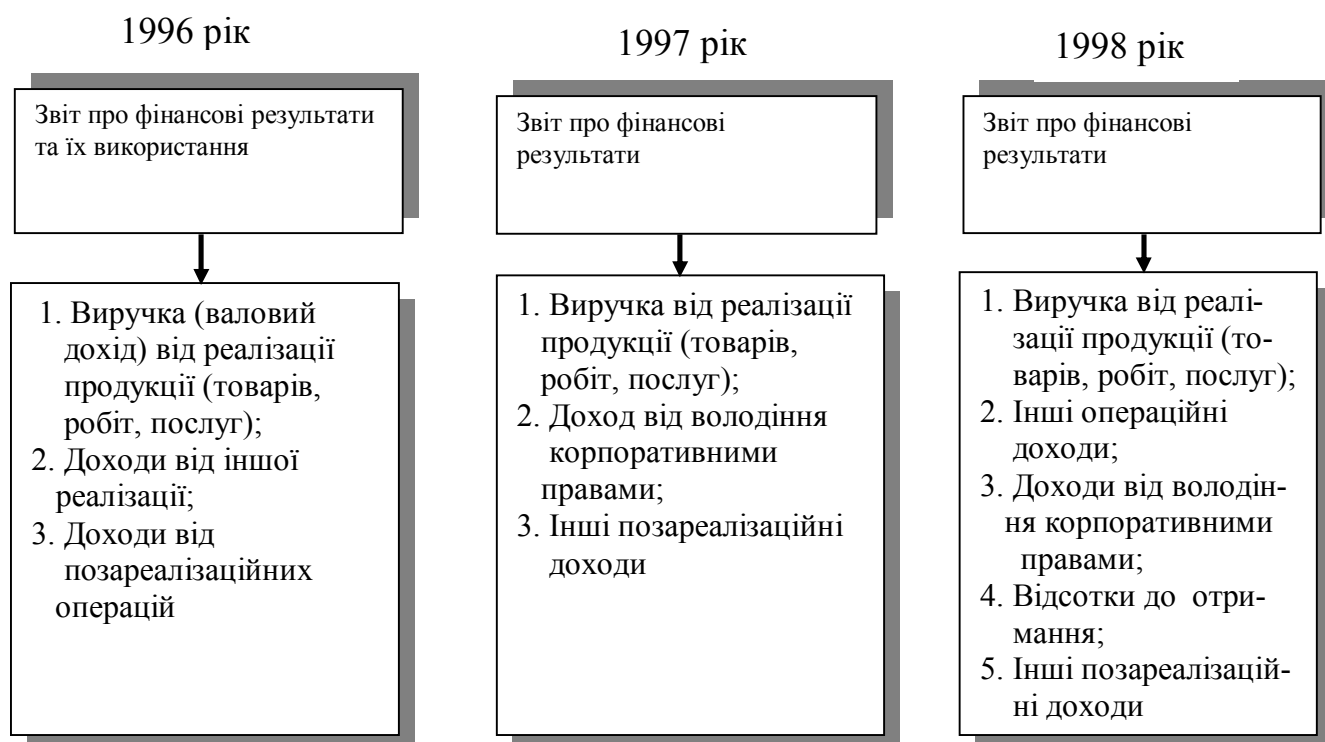 1996 рік
Звіт про фінансові результати
та їх використання
1. Виручка (валовий
дохід) від реалізації
продукції (товарів,
робіт, послуг);
2. Доходи від іншої
реалізації;
3. Доходи від
позареалізаційних
операцій
1997 рік
Звіт про фінансові
результати
1. Виручка від реалізації
продукції (товарів,
робіт, послуг);
2. Доход від володіння
корпоративними
правами;
3. Інші позареалізаційні
доходи
1998 рік
Звіт про фінансові
результати
1. Виручка від реалі-
зації продукції (то-
варів, робіт, послуг);
2. Інші операційні
доходи;
3. Доходи від володін-
ня корпоративними
правами;
4. Відсотки до отри-
мання;
5. Інші позареалізацій-
ні доходи